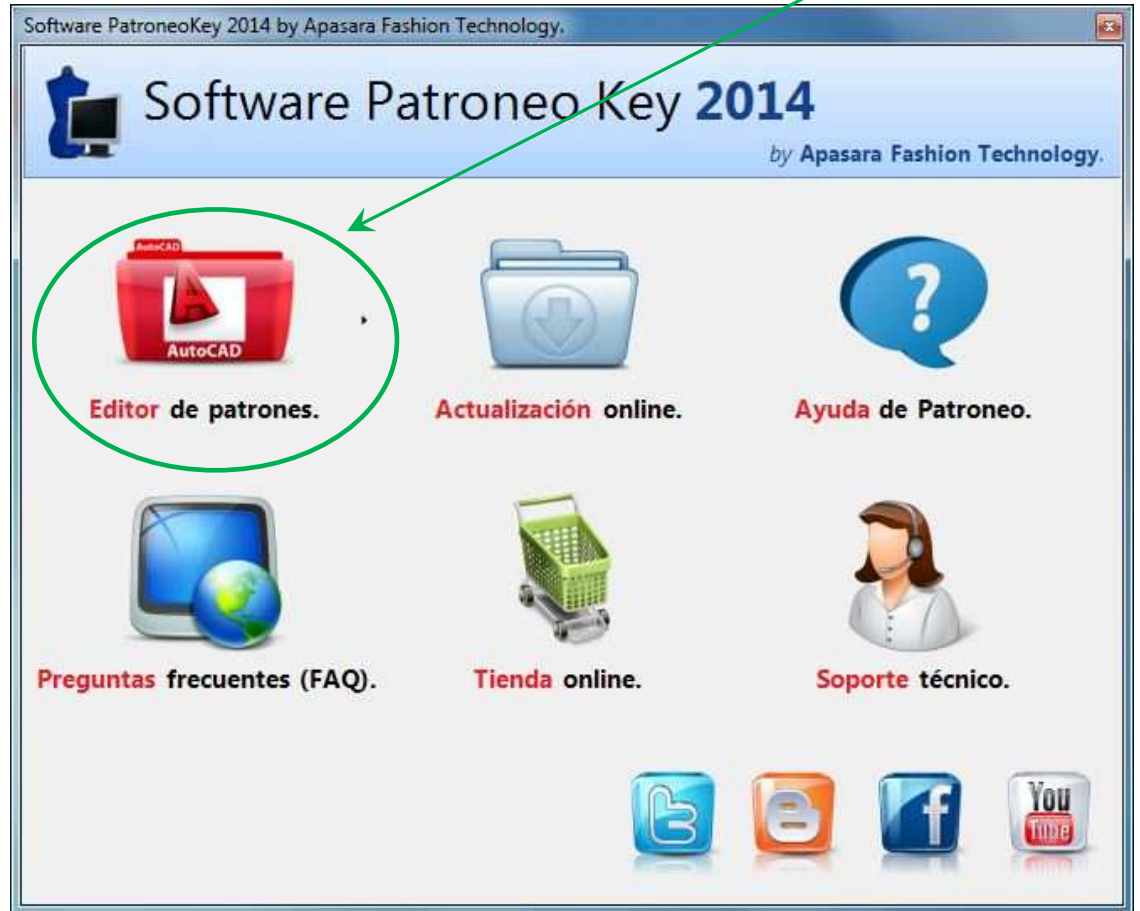 Software PatroneoKey 2014 by Apasara Fashion Technology.
Software Patroneo Key 2014
by Apasara Fashion Technology.
AutoCAD
A
AutoCAD
?
Editor de patrones.
Actualización online.
Ayuda de Patroneo.
Preguntas frecuentes (FAQ).
Tienda online.
Soporte técnico.
You
Tube